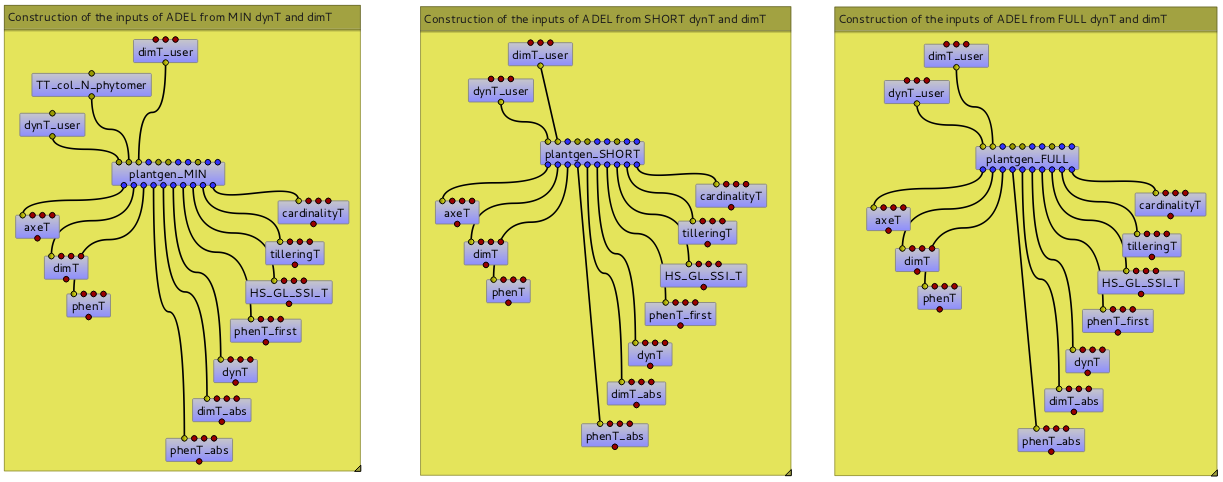 Construction of the inputs of ADEL from MIN dynT and dimT
dimT_user
TT_col_N_phytomer
dynT_user
plantgen_MIN
cardinalityT
axeT
tilleringT
dimT
HS_GL_SSI_T
phenT
phenT_first
dynT
dimT_abs
phenT_abs
Construction of the inputs of ADEL from SHORT dynT and dimT
dimT_user
dynT_user
plantgen_SHORT
cardinalityT
axeT
tilleringT
dimT
HS_GL_SSI_T
phenT
phenT_first
dynT
dimT_abs
phenT_abs
Construction of the inputs of ADEL from FULL dynT and dimT
dimT_user
dynT_user
plantgen_FULL
cardinalityT
axeT
tilleringT
dimT
HS_GL_SSI_T
phenT
phenT_first
dynT
dimT_abs
phenT_abs